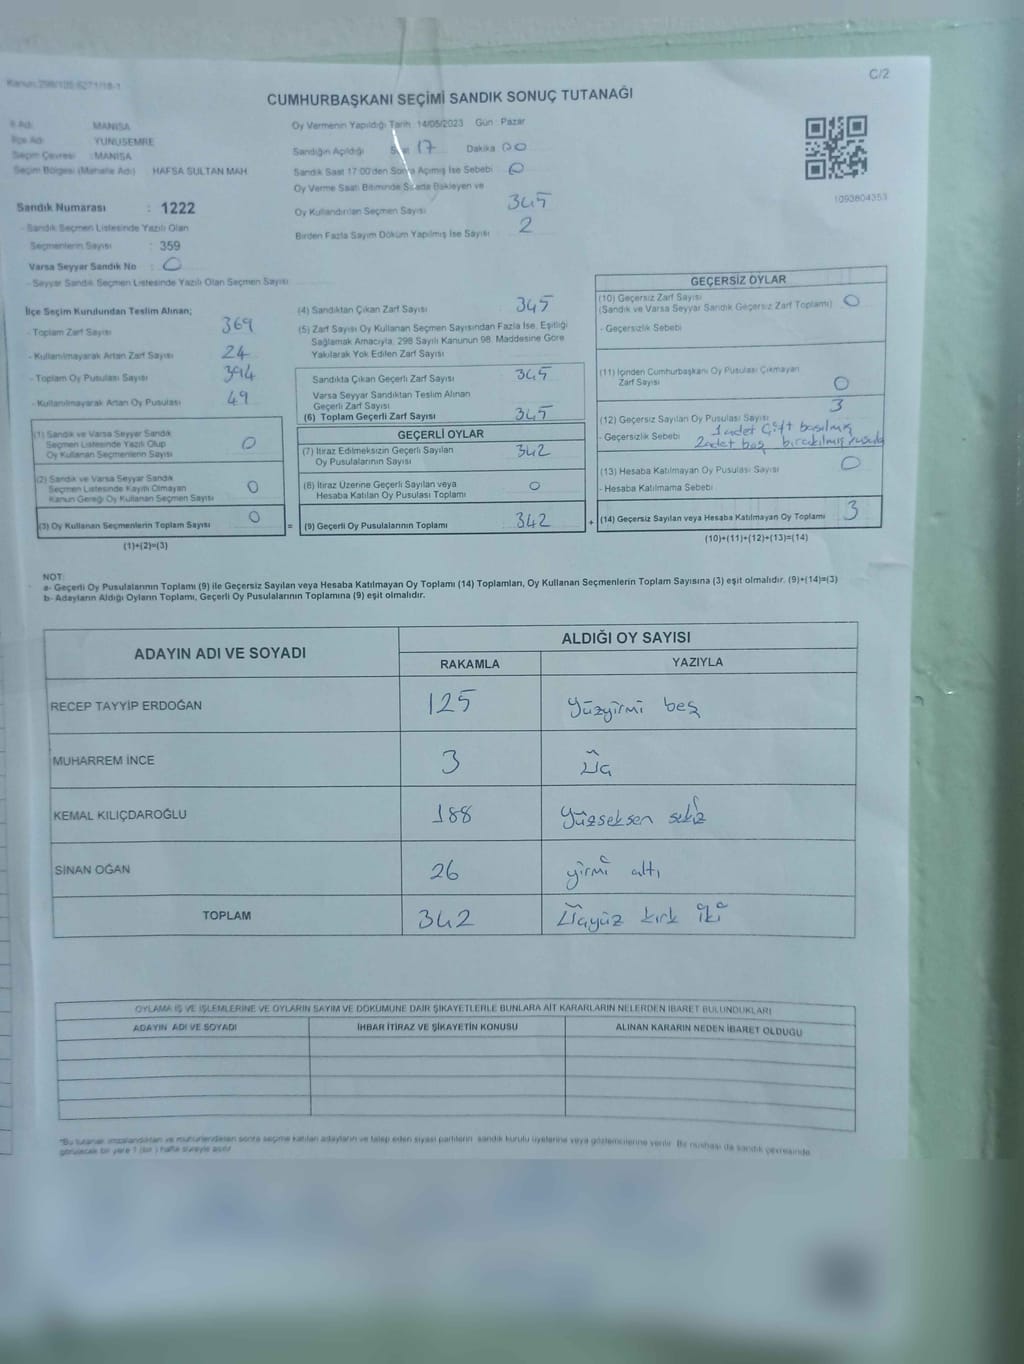 C/2
CUMHURBAŞKANI SEÇİMİ SANDIK SONUÇ TUTANAĞI
İl Adı : MANİSA
İlçe Adı : YUNUSEMRE
Seçim Çevresi : MANİSA
Seçim Bölgesi (Mahalle Adı) : HAFSA SULTAN MAH
Sandık Numarası : 1222
- Sandık Seçmen Listesinde Yazılı Olan
Seçmenlerin Sayısı : 359
Varsa Seyyar Sandık No : 0
- Seyyar Sandık Seçmen Listesinde Yazılı Olan Seçmen Sayısı
Oy Vermenin Yapıldığı Tarih : 14/05/2023 Gün : Pazar
Sandığın Açıldığı Saat 17 Dakika 00
Sandık Saat 17:00'den Sonra Açılmış İse Sebebi : 0
Oy Verme Saati Bitiminde Sırada Bekleyen ve
Oy Kullandırılan Seçmen Sayısı 345
Birden Fazla Sayım Döküm Yapılmış İse Sayısı 2
1093804353
İlçe Seçim Kurulundan Teslim Alınan;
- Toplam Zarf Sayısı : 369
- Kullanılmayarak Artan Zarf Sayısı : 24
- Toplam Oy Pusulası Sayısı : 394
- Kullanılmayarak Artan Oy Pusulası : 49
(1) Sandık ve Varsa Seyyar Sandık
Seçmen Listesinde Yazılı Olup
Oy Kullanan Seçmenlerin Sayısı 0
(2) Sandık ve Varsa Seyyar Sandık
Seçmen Listesinde Kayıtlı Olmayan
Kanun Gereği Oy Kullanan Seçmen Sayısı 0
(3) Oy Kullanan Seçmenlerin Toplam Sayısı 0
(1)+(2)=(3)
=
(4) Sandıktan Çıkan Zarf Sayısı 345
(5) Zarf Sayısı Oy Kullanan Seçmen Sayısından Fazla İse, Eşitliği
Sağlamak Amacıyla, 298 Sayılı Kanunun 98. Maddesine Göre
Yakılarak Yok Edilen Zarf Sayısı
Sandıkta Çıkan Geçerli Zarf Sayısı 345
Varsa Seyyar Sandıktan Teslim Alınan
Geçerli Zarf Sayısı
(6) Toplam Geçerli Zarf Sayısı 345
GEÇERLİ OYLAR
(7) İtiraz Edilmeksizin Geçerli Sayılan
Oy Pusulalarının Sayısı 342
(8) İtiraz Üzerine Geçerli Sayılan veya
Hesaba Katılan Oy Pusulası Toplamı 0
(9) Geçerli Oy Pusulalarının Toplamı 342
+
GEÇERSİZ OYLAR
(10) Geçersiz Zarf Sayısı
(Sandık ve Varsa Seyyar Sandık Geçersiz Zarf Toplamı) 0
- Geçersizlik Sebebi
(11) İçinden Cumhurbaşkanı Oy Pusulası Çıkmayan
Zarf Sayısı 0
(12) Geçersiz Sayılan Oy Pusulası Sayısı 3
- Geçersizlik Sebebi 1 adet çift basılmış
2 adet boş bırakılmış
(13) Hesaba Katılmayan Oy Pusulası Sayısı 0
- Hesaba Katılmama Sebebi
(14) Geçersiz Sayılan veya Hesaba Katılmayan Oy Toplamı 3
(10)+(11)+(12)+(13)=(14)
NOT:
a- Geçerli Oy Pusulalarının Toplamı (9) ile Geçersiz Sayılan veya Hesaba Katılmayan Oy Toplamı (14) Toplamları, Oy Kullanan Seçmenlerin Toplam Sayısına (3) eşit olmalıdır. (9)+(14)=(3)
b- Adayların Aldığı Oyların Toplamı, Geçerli Oy Pusulalarının Toplamına (9) eşit olmalıdır.
ADAYIN ADI VE SOYADI
ALDIĞI OY SAYISI
RAKAMLA YAZIYLA
RECEP TAYYİP ERDOĞAN 125 Yüzyirmi beş
MUHARREM İNCE 3 Üç
KEMAL KILIÇDAROĞLU 188 Yüzseksen sekiz
SİNAN OĞAN 26 yirmi altı
TOPLAM 342 Üçyüz kırk iki
OYLAMA İŞ VE İŞLEMLERİNE VE OYLARIN SAYIM VE DÖKÜMÜNE DAİR ŞİKAYETLERLE BUNLARA AİT KARARLARIN NELERDEN İBARET BULUNDUKLARI
ADAYIN ADI VE SOYADI İHBAR İTİRAZ VE ŞİKAYETİN KONUSU ALINAN KARARIN NEDEN İBARET OLDUĞU
*Bu tutanak imzalandıktan ve mühürlendikten sonra seçime katılan adayların ve talep eden siyasi partilerin sandık kurulu üyelerine veya gözlemcilerine verilir. Bir nüshası da sandık çevresinde
görülecek bir yere 1 (bir) hafta süreyle asılır.